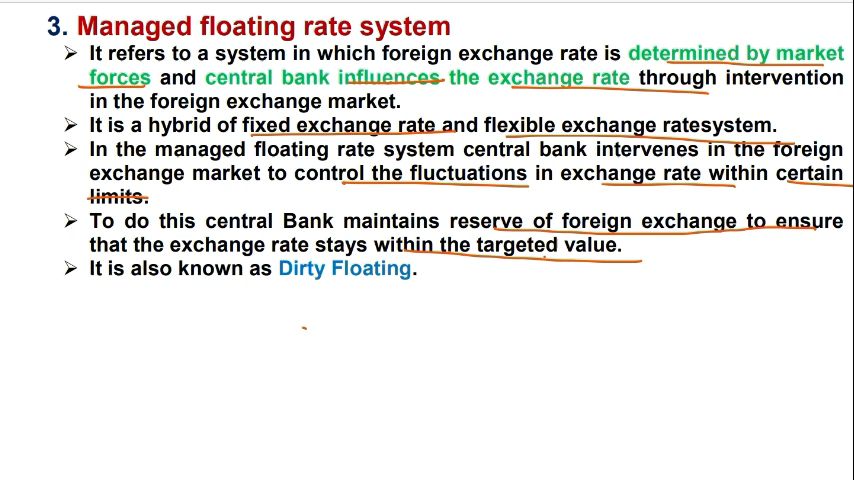 3. Managed floating rate system
➢ It refers to a system in which foreign exchange rate is determined by market
forces and central bank influences the exchange rate through intervention
in the foreign exchange market.
➢ It is a hybrid of fixed exchange rate and flexible exchange ratesystem.
➢ In the managed floating rate system central bank intervenes in the foreign
exchange market to control the fluctuations in exchange rate within certain
limits.
➢ To do this central Bank maintains reserve of foreign exchange to ensure
that the exchange rate stays within the targeted value.
➢ It is also known as Dirty Floating.